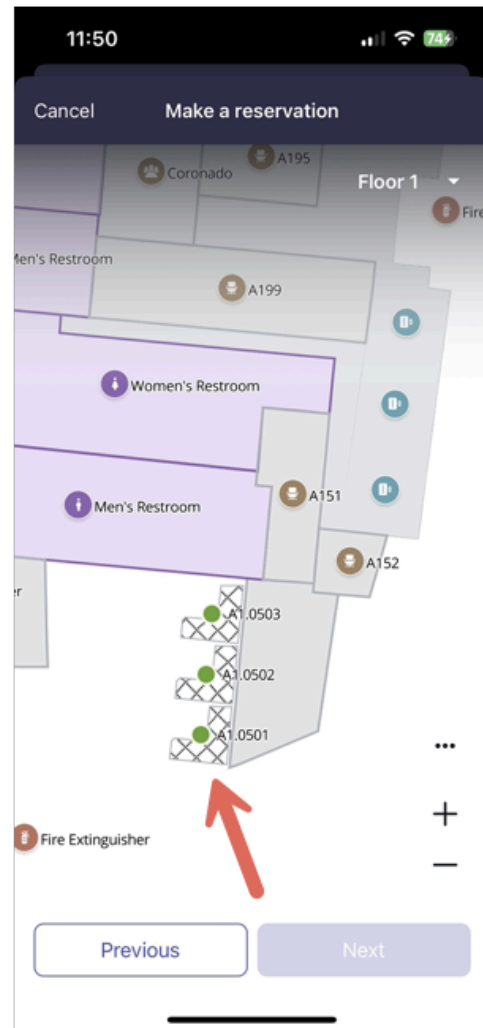 11:50
74
Cancel
Make a reservation
A195
Coronado
Floor 1
Fire
Men's Restroom
A199
Women's Restroom
A151
Men's Restroom
A152
r
A1.0503
A1.0502
A1.0501
Fire Extinguisher
Previous
Next